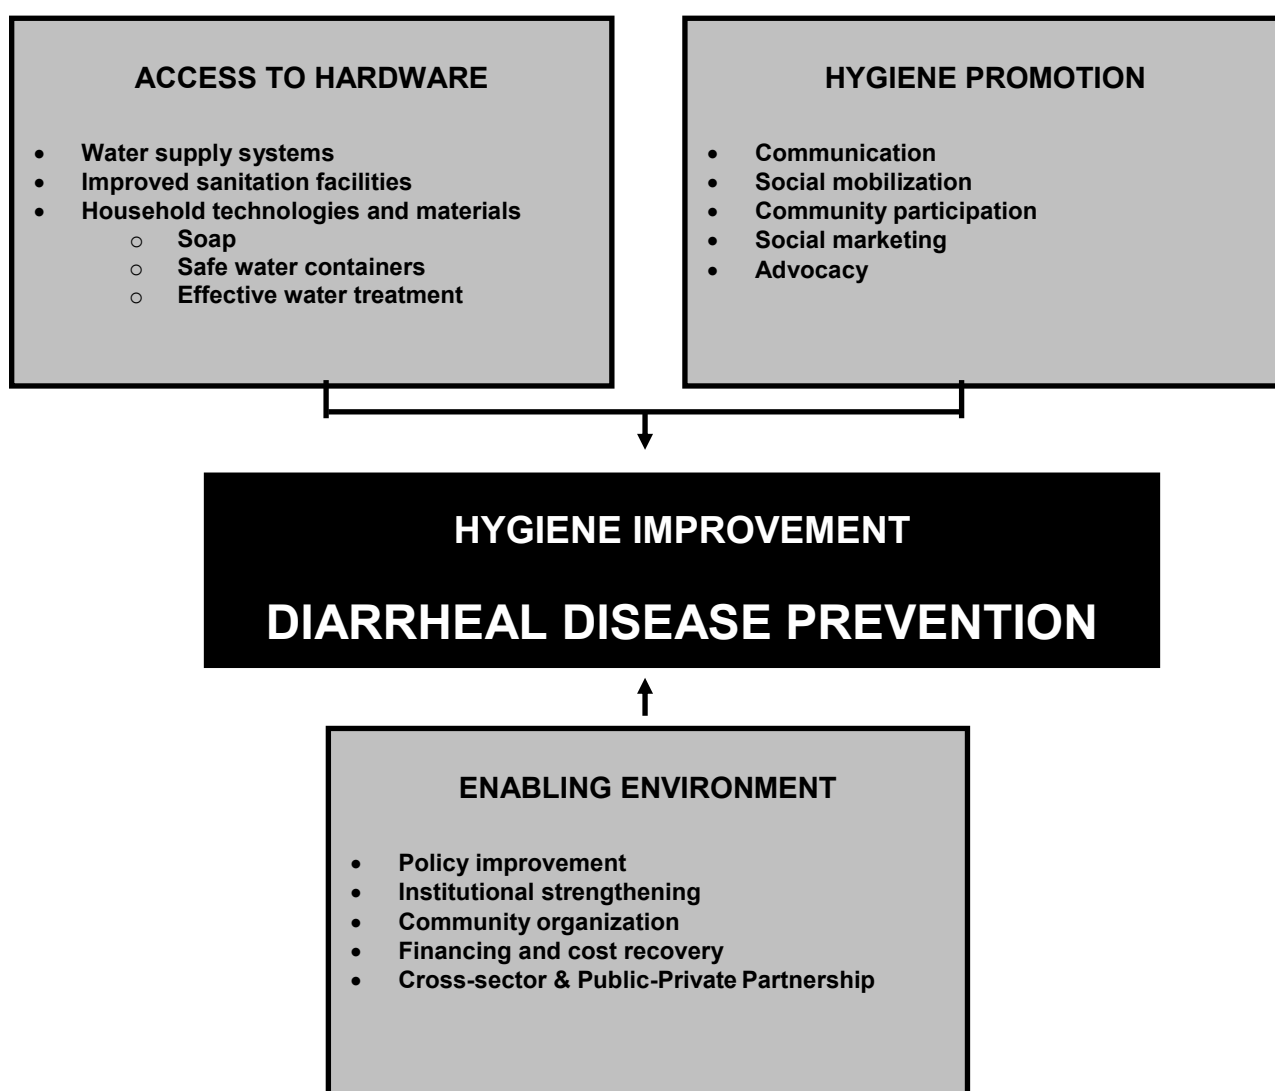 ACCESS TO HARDWARE
• Water supply systems
• Improved sanitation facilities
• Household technologies and materials
o Soap
o Safe water containers
o Effective water treatment
HYGIENE PROMOTION
• Communication
• Social mobilization
• Community participation
• Social marketing
• Advocacy
HYGIENE IMPROVEMENT
DIARRHEAL DISEASE PREVENTION
ENABLING ENVIRONMENT
• Policy improvement
• Institutional strengthening
• Community organization
• Financing and cost recovery
• Cross-sector & Public-Private Partnership